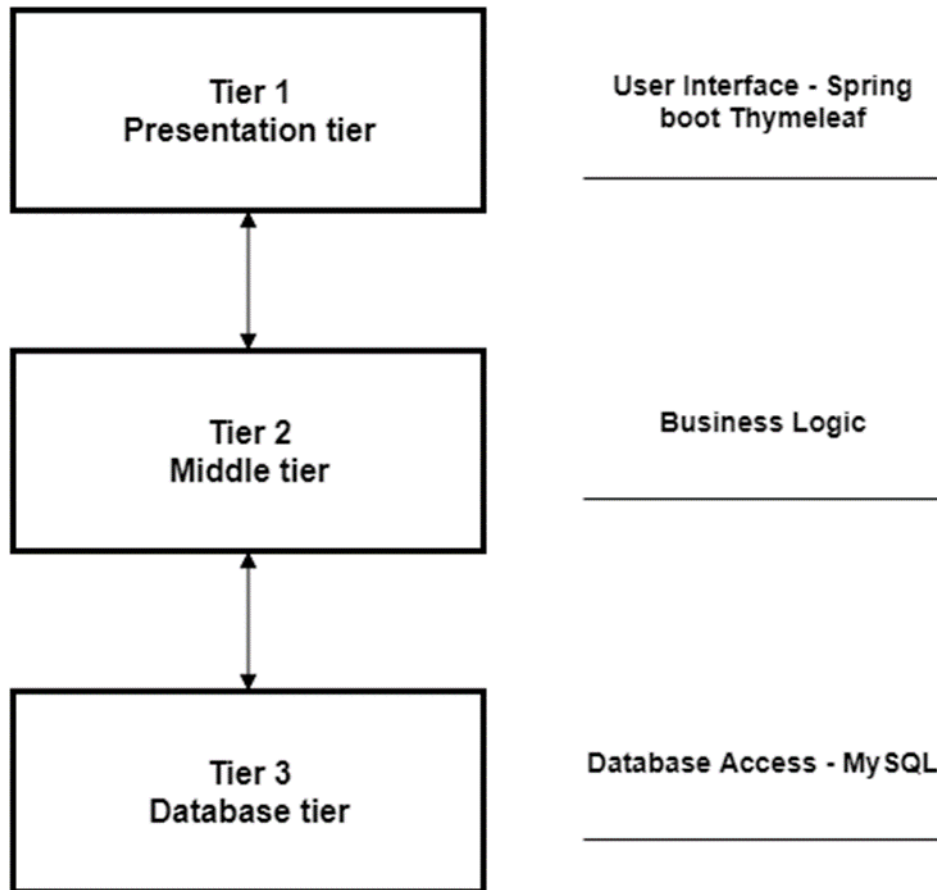 Tier 1
Presentation tier
User Interface - Spring
boot Thymeleaf
Tier 2
Middle tier
Business Logic
Tier 3
Database tier
Database Access - MySQL